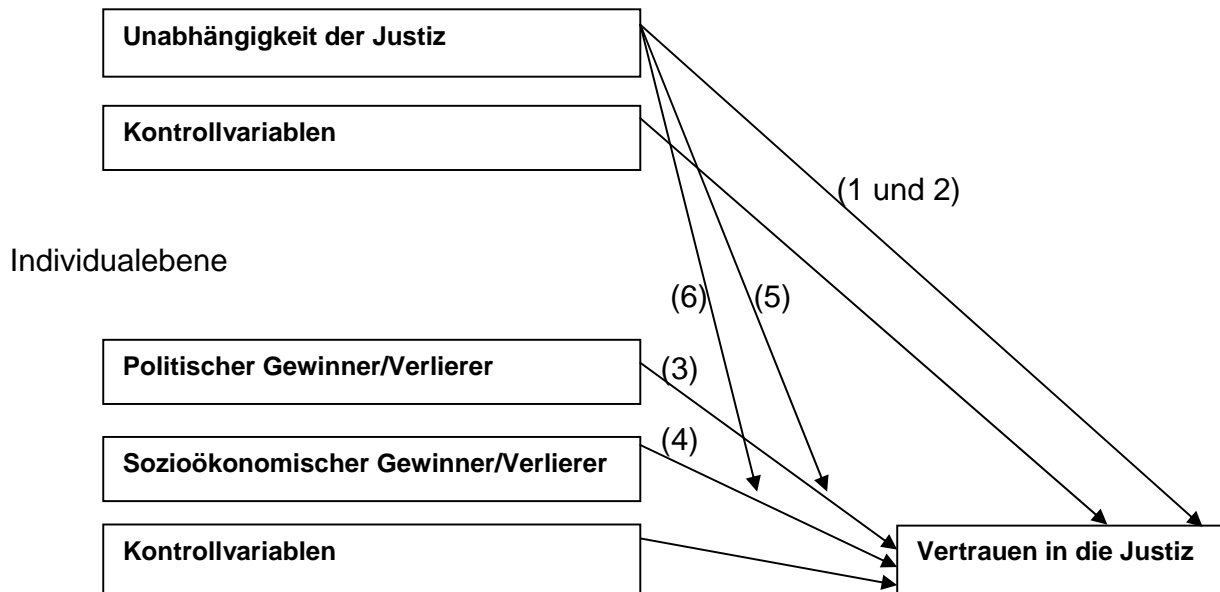 Unabhängigkeit der Justiz
Kontrollvariablen
(1 und 2)
Individualebene
(6)
(5)
Politischer Gewinner/Verlierer
(3)
(4)
Sozioökonomischer Gewinner/Verlierer
Kontrollvariablen
Vertrauen in die Justiz